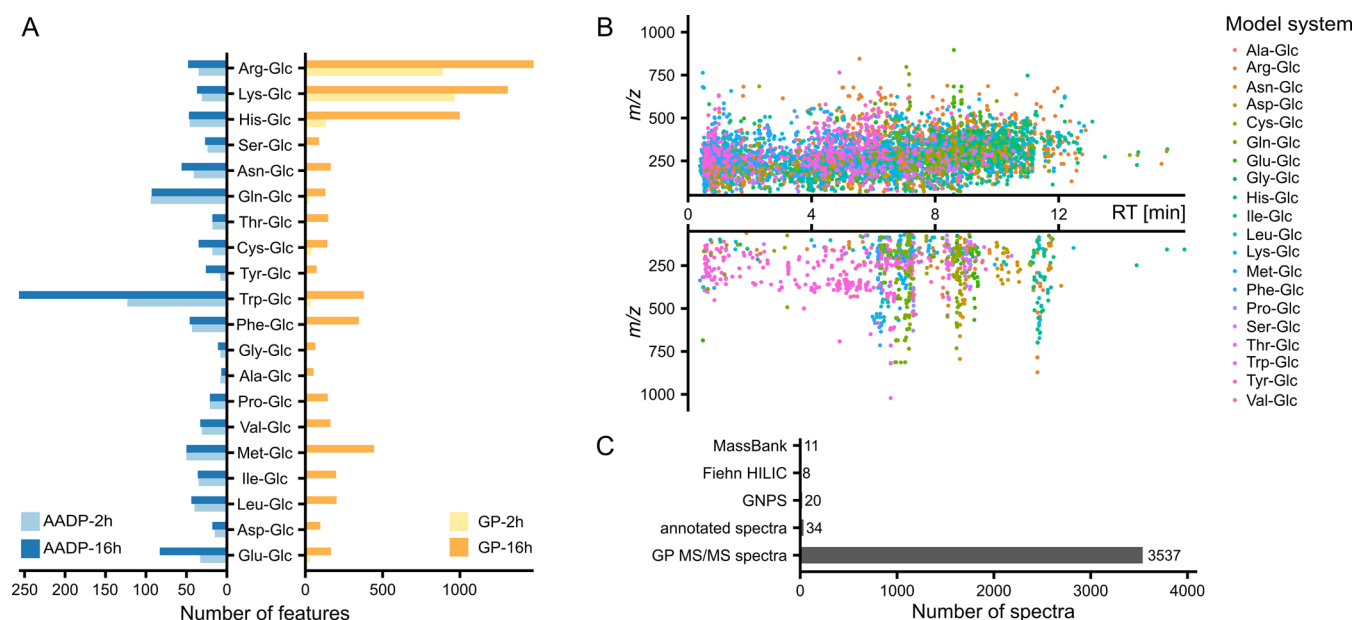 A
Arg-Glc
Lys-Glc
His-Glc
Ser-Glc
Asn-Glc
Gln-Glc
Thr-Glc
Cys-Glc
Tyr-Glc
Trp-Glc
Phe-Glc
Gly-Glc
Ala-Glc
Pro-Glc
Val-Glc
Met-Glc
Ile-Glc
Leu-Glc
Asp-Glc
Glu-Glc
AADP-2h
AADP-16h
GP-2h
GP-16h
250 200 150 100 50 0
0 500 1000
Number of features
B
m/z
1000
750
500
250
0 4 8 12
RT [min]
m/z
250
500
750
1000
Model system
Ala-Glc
Arg-Glc
Asn-Glc
Asp-Glc
Cys-Glc
Gln-Glc
Glu-Glc
Gly-Glc
His-Glc
Ile-Glc
Leu-Glc
Lys-Glc
Met-Glc
Phe-Glc
Pro-Glc
Ser-Glc
Thr-Glc
Trp-Glc
Tyr-Glc
Val-Glc
C
MassBank 11
Fiehn HILIC 8
GNPS 20
annotated spectra 34
GP MS/MS spectra 3537
0 1000 2000 3000 4000
Number of spectra